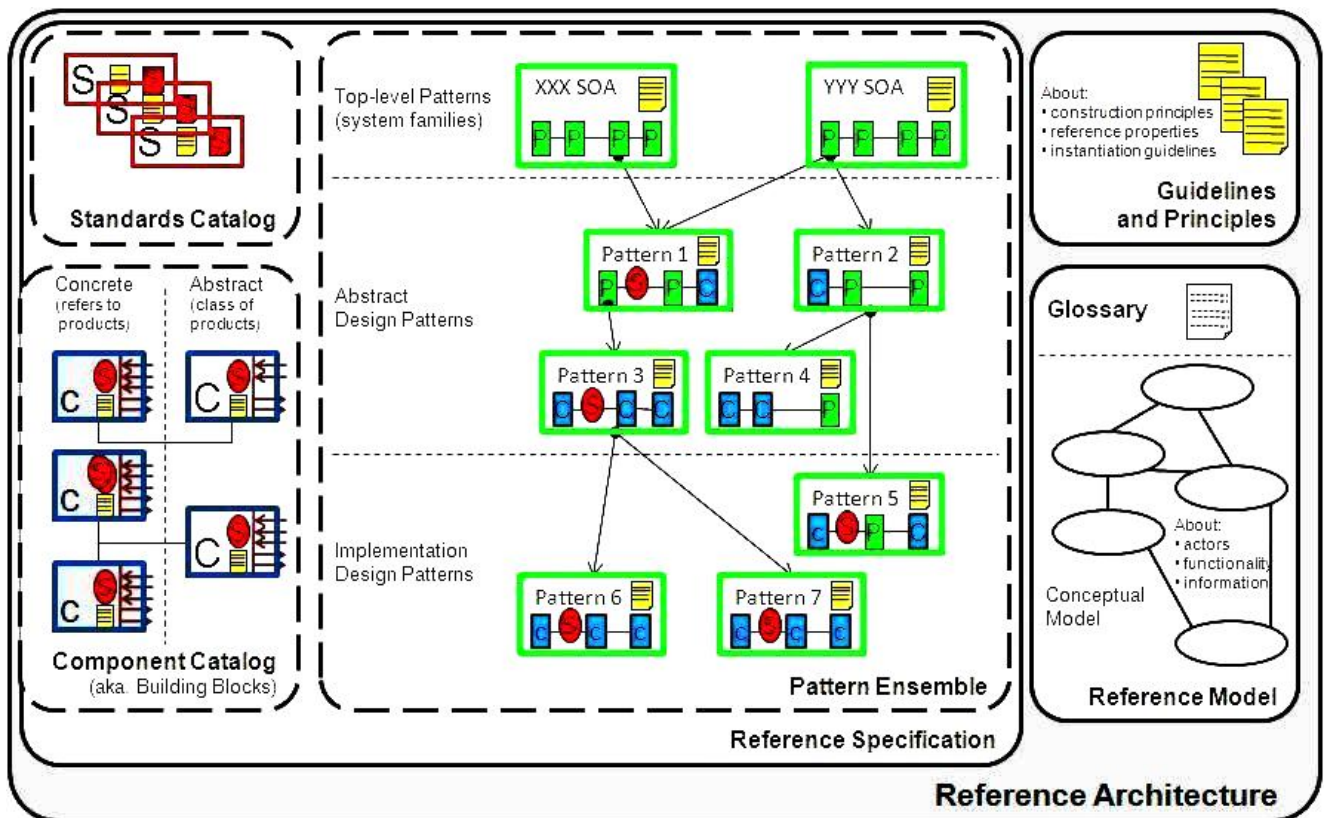 S
S
S
Standards Catalog
Concrete
(refers to
products)
Abstract
(class of
products)
C S
C S
C S
C S
C S
Component Catalog
(aka. Building Blocks)
Top-level Patterns
(system families)
XXX SOA
P P P P
YYY SOA
P P P P
Abstract
Design Patterns
Pattern 1
P S P C
Pattern 2
C P P
Pattern 3
C S C C
Pattern 4
C C P
Implementation
Design Patterns
Pattern 5
C S P C
Pattern 6
C S C C
Pattern 7
C S C C
Pattern Ensemble
Reference Specification
About:
• construction principles
• reference properties
• instantiation guidelines
Guidelines
and Principles
Glossary
About:
• actors
• functionality
• information
Conceptual
Model
Reference Model
Reference Architecture